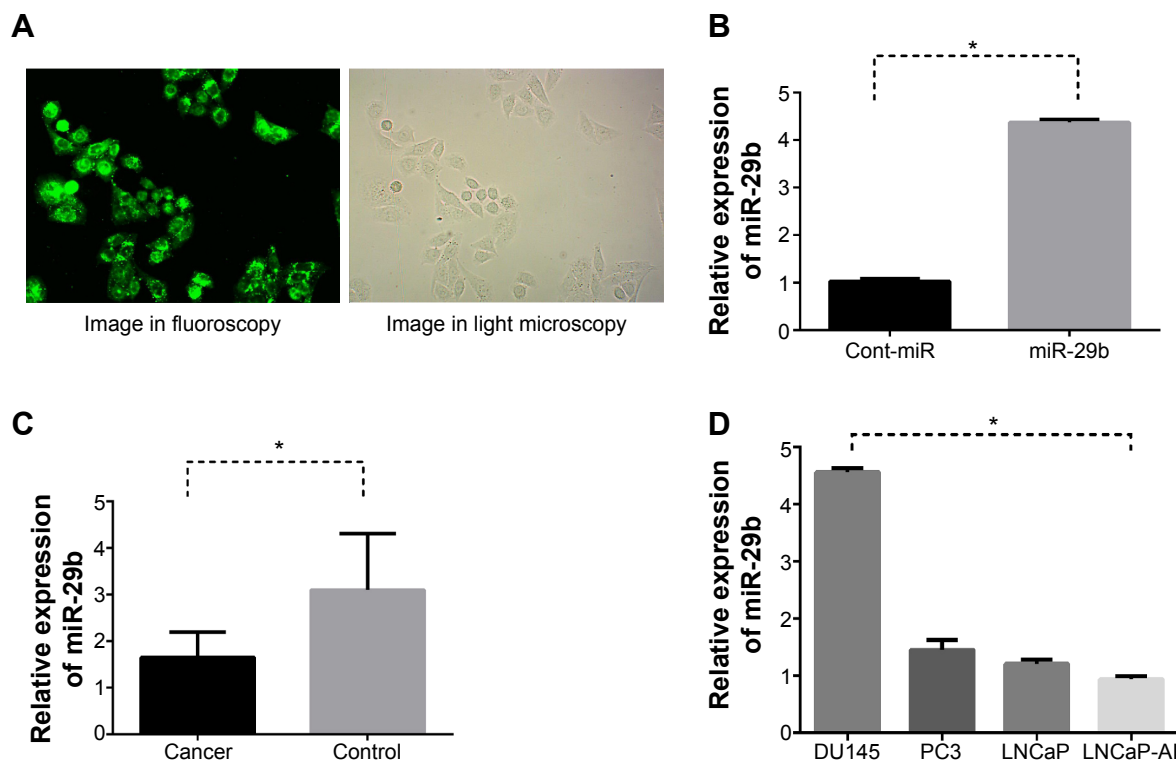 A
Image in fluoroscopy
Image in light microscopy
B
*
Relative expression
of miR-29b
5
4
3
2
1
0
Cont-miR
miR-29b
C
*
Relative expression
of miR-29b
5
4
3
2
1
0
Cancer
Control
D
*
Relative expression
of miR-29b
5
4
3
2
1
0
DU145
PC3
LNCaP